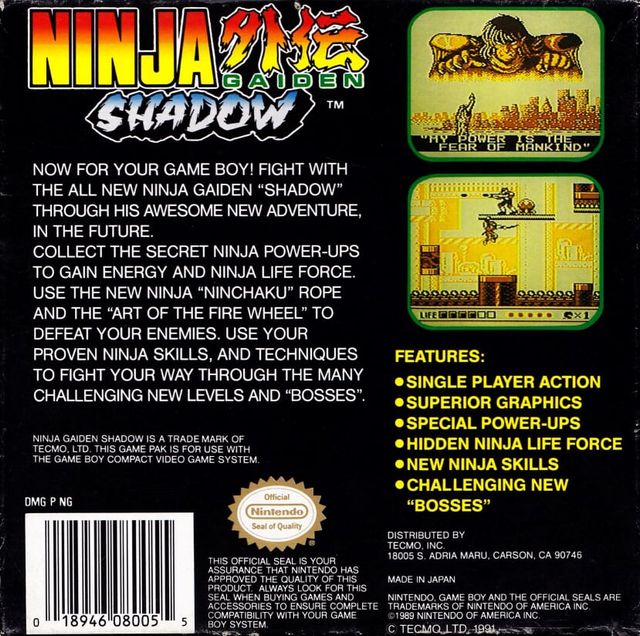 NINJA 外伝
GAIDEN
SHADOW ™
NOW FOR YOUR GAME BOY! FIGHT WITH
THE ALL NEW NINJA GAIDEN “SHADOW”
THROUGH HIS AWESOME NEW ADVENTURE,
IN THE FUTURE.
COLLECT THE SECRET NINJA POWER-UPS
TO GAIN ENERGY AND NINJA LIFE FORCE.
USE THE NEW NINJA “NINCHAKU” ROPE
AND THE “ART OF THE FIRE WHEEL” TO
DEFEAT YOUR ENEMIES. USE YOUR
PROVEN NINJA SKILLS, AND TECHNIQUES
TO FIGHT YOUR WAY THROUGH THE MANY
CHALLENGING NEW LEVELS AND “BOSSES”.
NINJA GAIDEN SHADOW IS A TRADE MARK OF
TECMO, LTD. THIS GAME PAK IS FOR USE WITH
THE GAME BOY COMPACT VIDEO GAME SYSTEM.
DMG P NG
0 18946 08005 5
Official
Nintendo
Seal of Quality
THIS OFFICIAL SEAL IS YOUR
ASSURANCE THAT NINTENDO HAS
APPROVED THE QUALITY OF THIS
PRODUCT. ALWAYS LOOK FOR THIS
SEAL WHEN BUYING GAMES AND
ACCESSORIES TO ENSURE COMPLETE
COMPATIBILITY WITH YOUR GAME
BOY SYSTEM.
"MY POWER IS THE
FEAR OF MANKIND"
LIFE ×1
FEATURES:
●SINGLE PLAYER ACTION
●SUPERIOR GRAPHICS
●SPECIAL POWER-UPS
●HIDDEN NINJA LIFE FORCE
●NEW NINJA SKILLS
●CHALLENGING NEW
“BOSSES”
DISTRIBUTED BY
TECMO, INC.
18005 S. ADRIA MARU, CARSON, CA 90746
MADE IN JAPAN
NINTENDO, GAME BOY AND THE OFFICIAL SEALS ARE
TRADEMARKS OF NINTENDO OF AMERICA INC.
©1989 NINTENDO OF AMERICA INC.
© TECMO, LTD. 1991